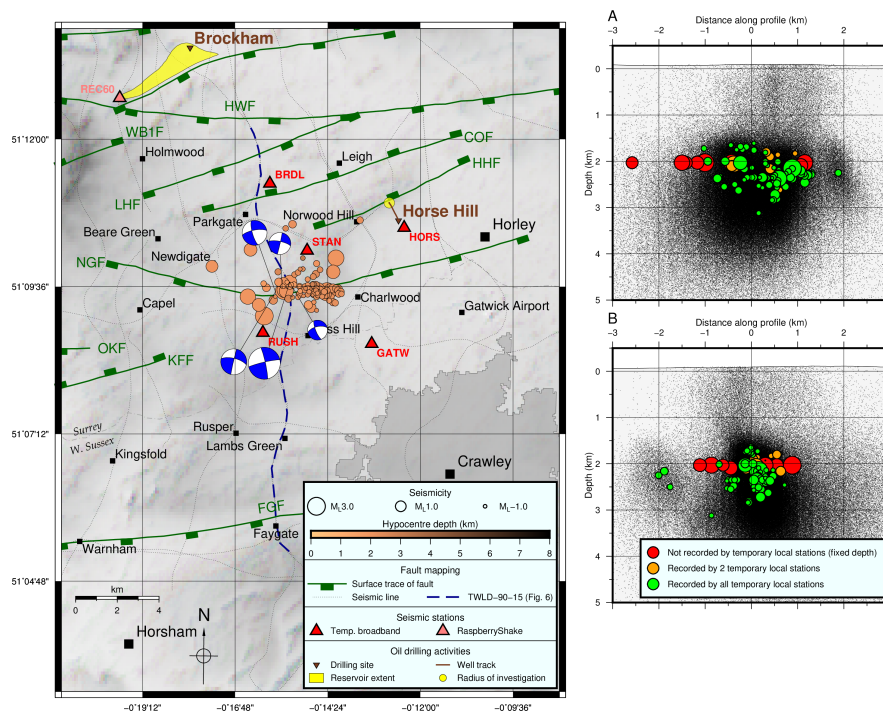 Brockham
REC60
HWF
WB1F
Holmwood
COF
Leigh
HHF
BRDL
LHF
Parkgate
Norwood Hill
Horse Hill
Beare Green
HORS
Horley
STAN
Newdigate
NGF
Charlwood
Capel
Gatwick Airport
RUSH
ss Hill
GATW
OKF
KFF
Rusper
Surrey
W. Sussex
Lambs Green
Kingsfold
Crawley
FGF
Faygate
Warnham
Horsham
km
0 2 4
N
51°12'00"
51°09'36"
51°07'12"
51°04'48"
−0°19'12" −0°16'48" −0°14'24" −0°12'00" −0°09'36"
Seismicity
ML3.0 ML1.0 ML−1.0
Hypocentre depth (km)
0 1 2 3 4 5 6 7 8
Fault mapping
Surface trace of fault
Seismic line TWLD−90−15 (Fig. 6)
Seismic stations
Temp. broadband RaspberryShake
Oil drilling activities
Drilling site Well track
Reservoir extent Radius of investigation
A
Distance along profile (km)
−3 −2 −1 0 1 2
Depth (km)
0
1
2
3
4
5
B
Distance along profile (km)
−3 −2 −1 0 1 2
Depth (km)
0
1
2
3
4
5
Not recorded by temporary local stations (fixed depth)
Recorded by 2 temporary local stations
Recorded by all temporary local stations